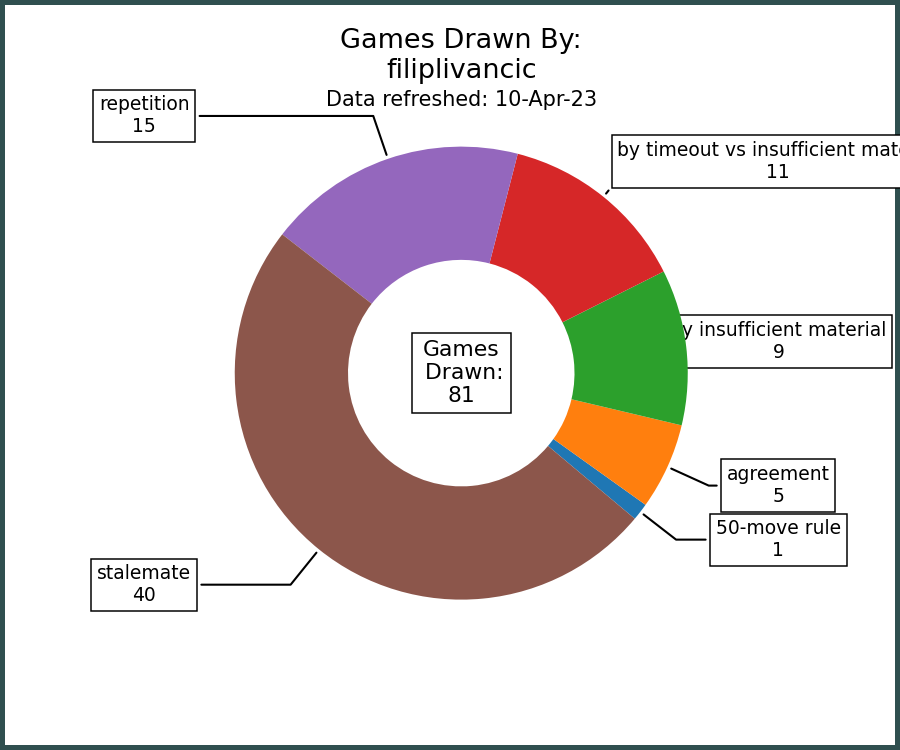 Games Drawn By:
filiplivancic
Data refreshed: 10-Apr-23
repetition
15
by timeout vs insufficient
11
insufficient material
9
Games
Drawn:
81
agreement
5
50-move rule
1
stalemate
40